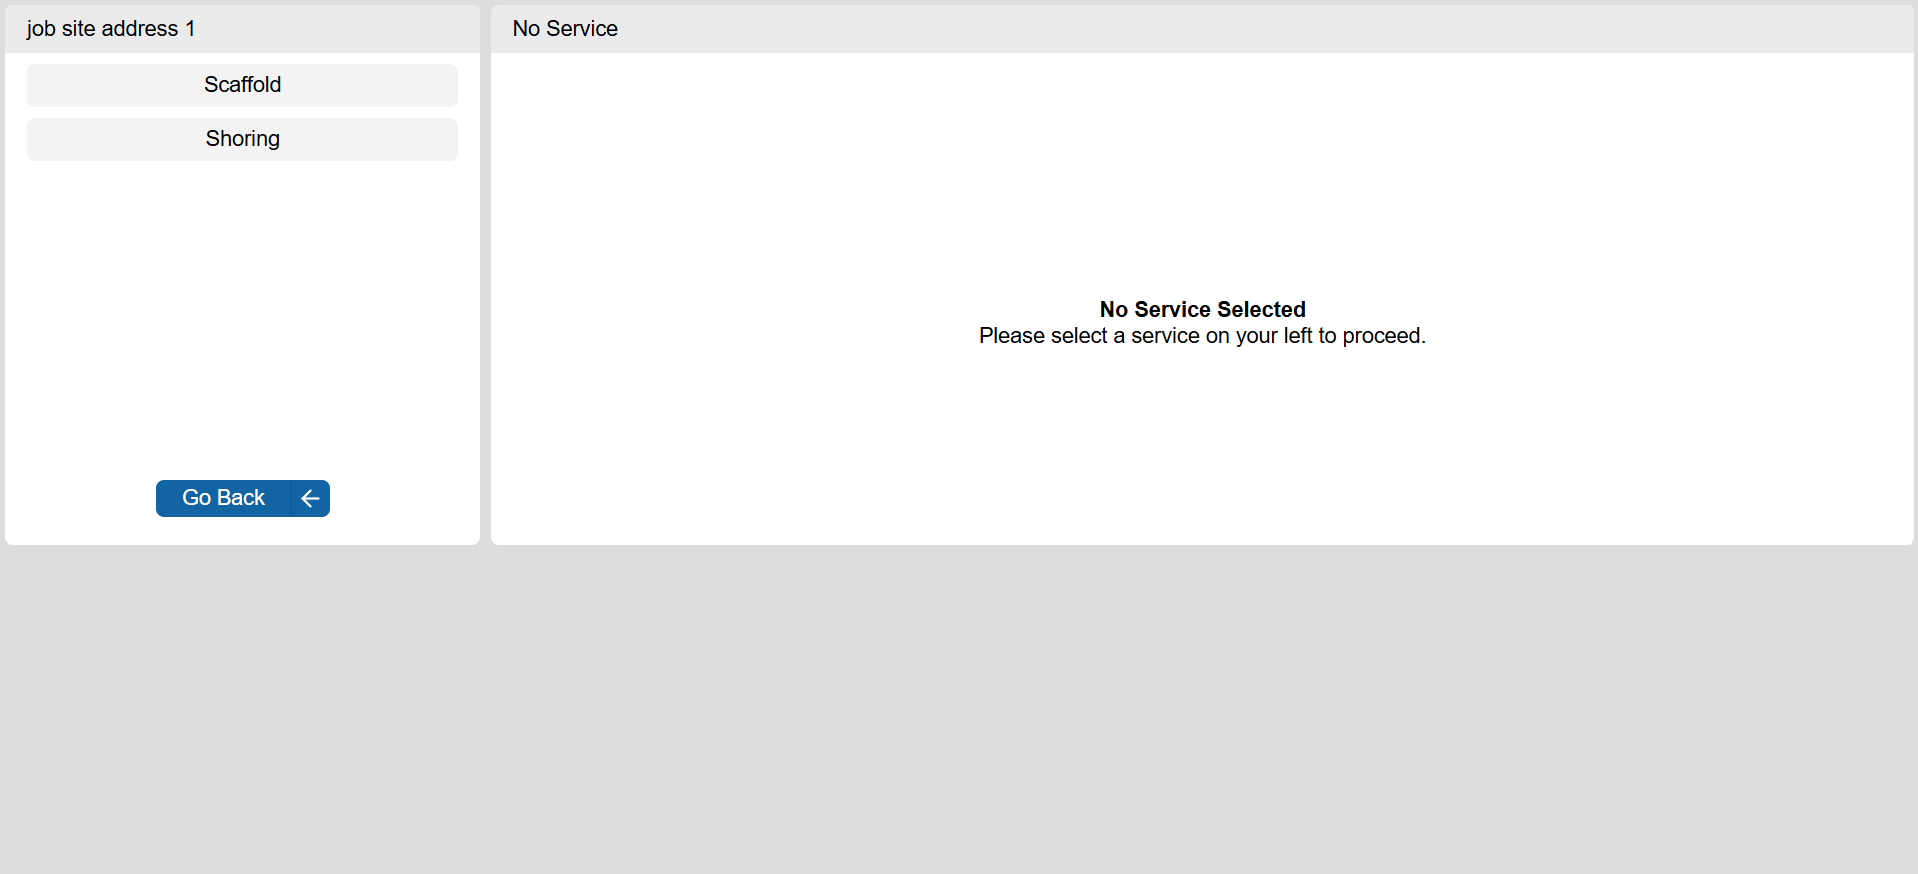 job site address 1
Scaffold
Shoring
Go Back
No Service
No Service Selected
Please select a service on your left to proceed.